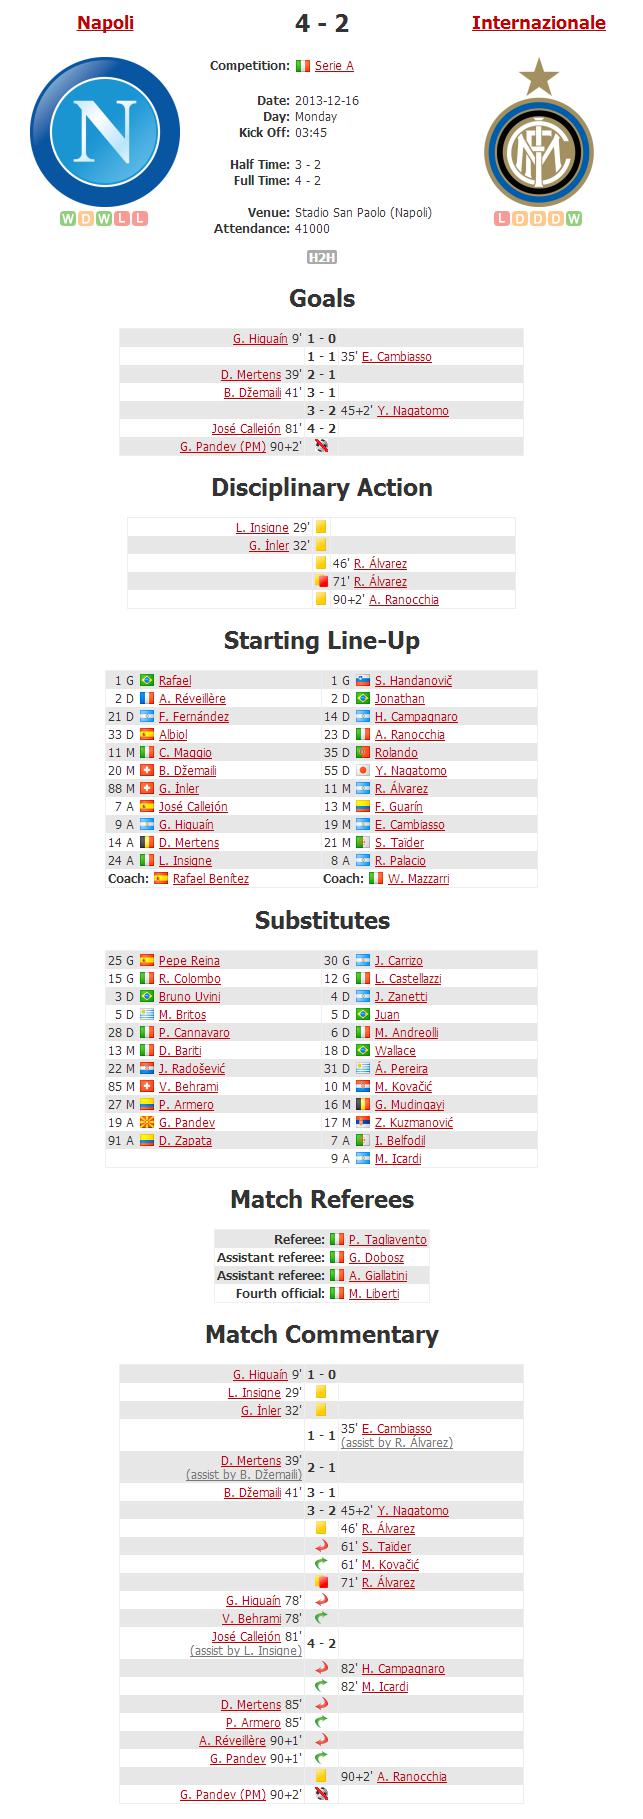 Napoli 4 - 2 Internazionale
Competition: Serie A
Date: 2013-12-16
Day: Monday
Kick Off: 03:45
Half Time: 3 - 2
Full Time: 4 - 2
Venue: Stadio San Paolo (Napoli)
Attendance: 41000
W D W L L
L D D D W
H2H
Goals
G. Higuaín 9' 1 - 0
1 - 1 35' E. Cambiasso
D. Mertens 39' 2 - 1
B. Džemaili 41' 3 - 1
3 - 2 45+2' Y. Nagatomo
José Callejón 81' 4 - 2
G. Pandev (PM) 90+2'
Disciplinary Action
L. Insigne 29'
G. İnler 32'
46' R. Álvarez
71' R. Álvarez
90+2' A. Ranocchia
Starting Line-Up
1 G Rafael 1 G S. Handanovič
2 D A. Réveillère 2 D Jonathan
21 D F. Fernández 14 D H. Campagnaro
33 D Albiol 23 D A. Ranocchia
11 M C. Maggio 35 D Rolando
20 M B. Džemaili 55 D Y. Nagatomo
88 M G. İnler 11 M R. Álvarez
7 A José Callejón 13 M F. Guarín
9 A G. Higuaín 19 M E. Cambiasso
14 A D. Mertens 21 M S. Taïder
24 A L. Insigne 8 A R. Palacio
Coach: Rafael Benítez Coach: W. Mazzarri
Substitutes
25 G Pepe Reina 30 G J. Carrizo
15 G R. Colombo 12 G L. Castellazzi
3 D Bruno Uvini 4 D J. Zanetti
5 D M. Britos 5 D Juan
28 D P. Cannavaro 6 D M. Andreolli
13 M D. Bariti 18 D Wallace
22 M J. Radošević 31 D Á. Pereira
85 M V. Behrami 10 M M. Kovačić
27 M P. Armero 16 M G. Mudingayi
19 A G. Pandev 17 M Z. Kuzmanović
91 A D. Zapata 7 A I. Belfodil
9 A M. Icardi
Match Referees
Referee: P. Tagliavento
Assistant referee: G. Dobosz
Assistant referee: A. Giallatini
Fourth official: M. Liberti
Match Commentary
G. Higuaín 9' 1 - 0
L. Insigne 29'
G. İnler 32'
1 - 1 35' E. Cambiasso
(assist by R. Álvarez)
D. Mertens 39' 2 - 1
(assist by B. Džemaili)
B. Džemaili 41' 3 - 1
3 - 2 45+2' Y. Nagatomo
46' R. Álvarez
61' S. Taïder
61' M. Kovačić
71' R. Álvarez
G. Higuaín 78'
V. Behrami 78'
José Callejón 81' 4 - 2
(assist by L. Insigne)
82' H. Campagnaro
82' M. Icardi
D. Mertens 85'
P. Armero 85'
A. Réveillère 90+1'
G. Pandev 90+1'
90+2' A. Ranocchia
G. Pandev (PM) 90+2'